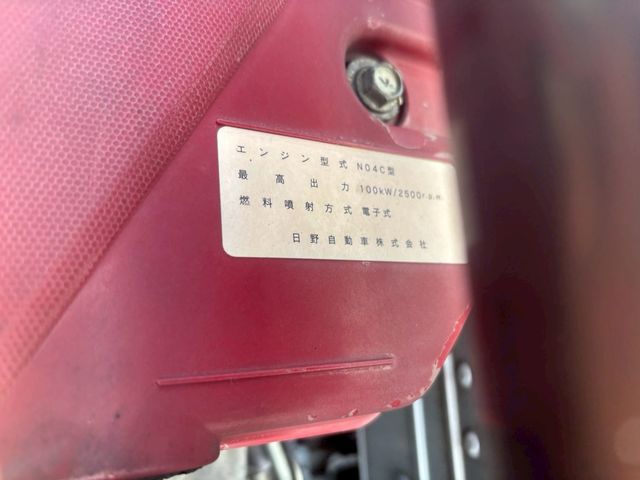 エンジン型式 N04C型
最高出力 100kW/2500r.p.m.
燃料噴射方式 電子式
日野自動車株式会社